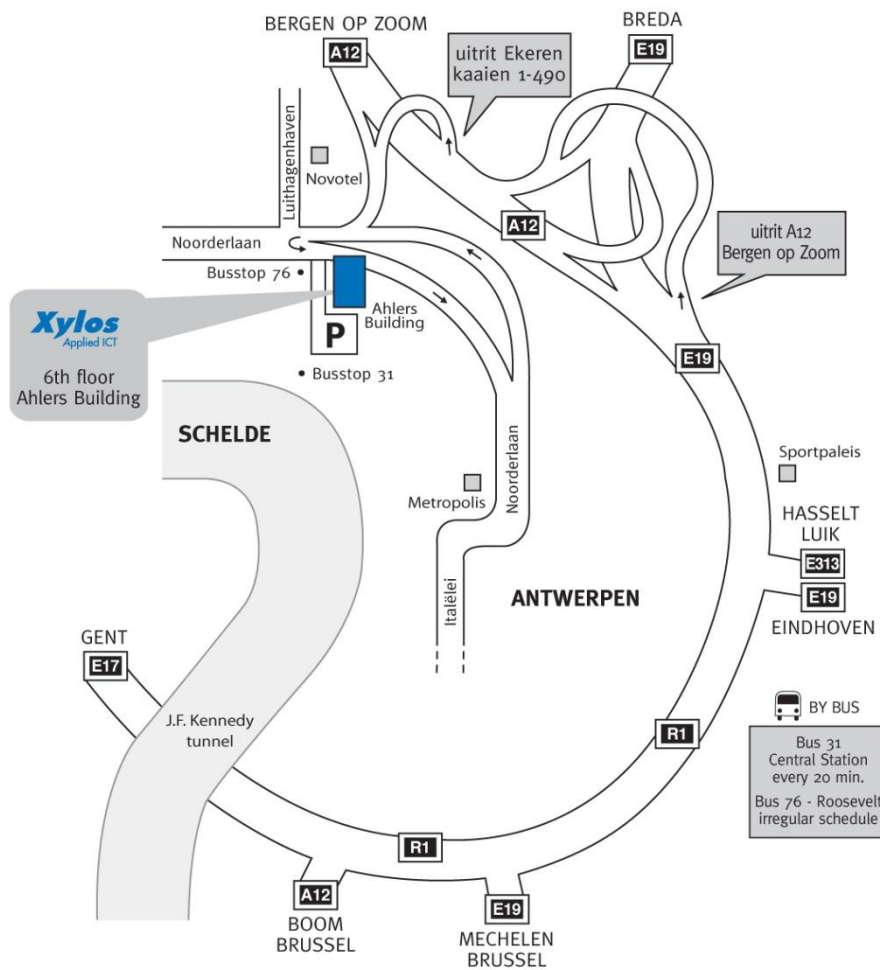 BERGEN OP ZOOM
A12
BREDA
E19
uitrit Ekeren
kaaien 1-490
Luithagenhaven
Novotel
Noorderlaan
A12
uitrit A12
Bergen op Zoom
Busstop 76
Ahlers
Building
Xylos
Applied ICT
6th floor
Ahlers Building
P
Busstop 31
E19
SCHELDE
Sportpaleis
Metropolis
Noorderlaan
HASSELT
LUIK
E313
E19
EINDHOVEN
ANTWERPEN
Italëlei
GENT
E17
J.F. Kennedy
tunnel
BY BUS
R1
Bus 31
Central Station
every 20 min.
Bus 76 - Roosevelt
irregular schedule
R1
A12
BOOM
BRUSSEL
E19
MECHELEN
BRUSSEL